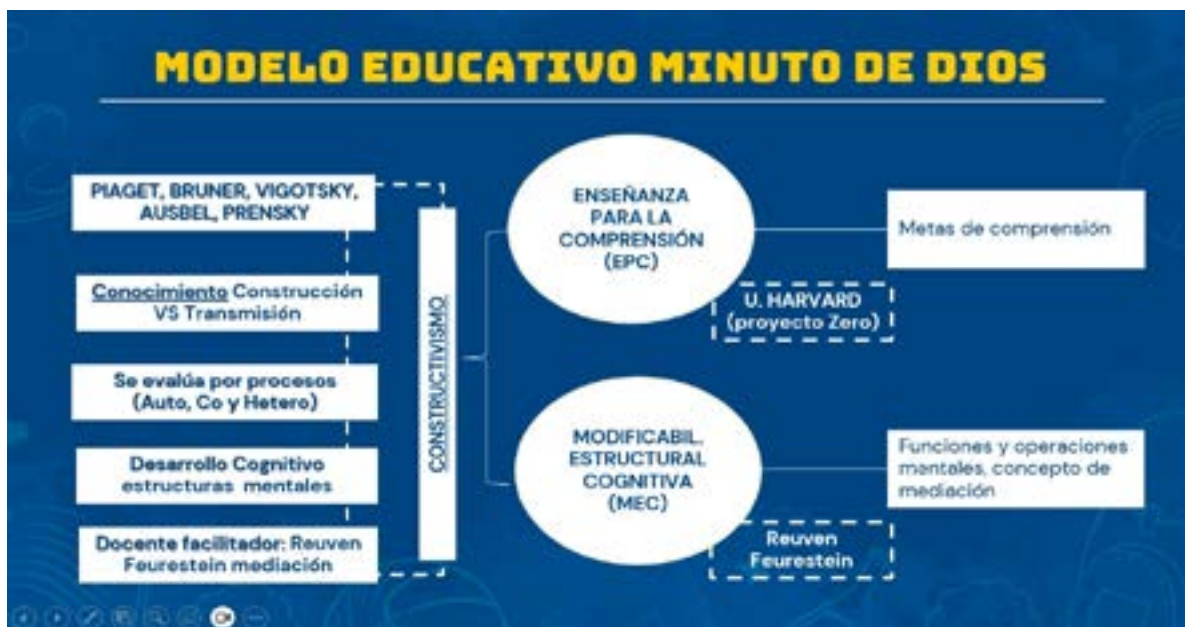 MODELO EDUCATIVO MINUTO DE DIOS
PIAGET, BRUNER, VIGOTSKY,
AUSBEL, PRENSKY
Conocimiento Construcción
VS Transmisión
Se evalúa por procesos
(Auto, Co y Hetero)
Desarrollo Cognitivo
estructuras mentales
Docente facilitador: Reuven
Feurestein mediación
CONSTRUCTIVISMO
ENSEÑANZA
PARA LA
COMPRENSIÓN
(EPC)
U. HARVARD
(proyecto Zero)
Metas de comprensión
MODIFICABIL.
ESTRUCTURAL
COGNITIVA
(MEC)
Reuven
Feurestein
Funciones y operaciones
mentales, concepto de
mediación